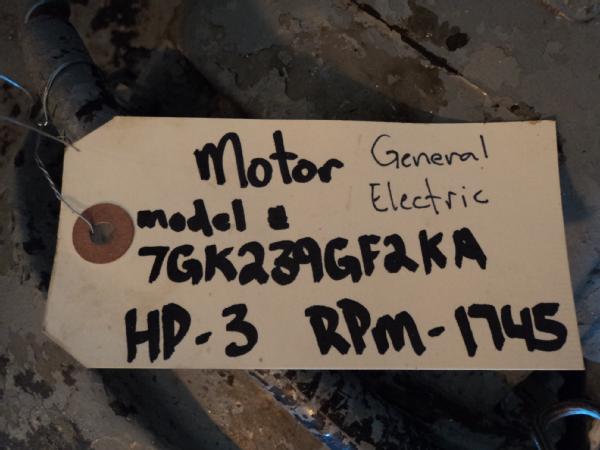 Motor General Electric
model #
7GK239GF2KA
HP-3 RPM-1745